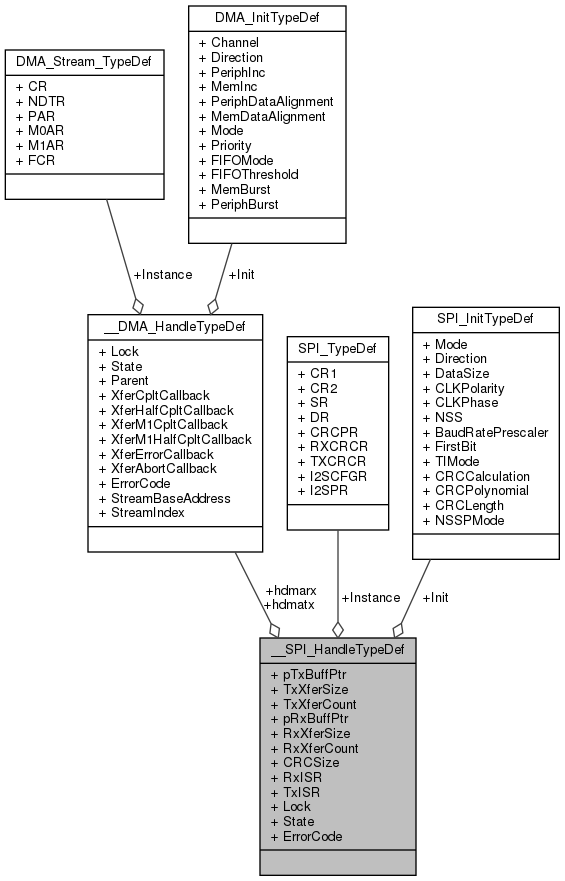 DMA_InitTypeDef
+ Channel
+ Direction
+ PeriphInc
+ MemInc
+ PeriphDataAlignment
+ MemDataAlignment
+ Mode
+ Priority
+ FIFOMode
+ FIFOThreshold
+ MemBurst
+ PeriphBurst
DMA_Stream_TypeDef
+ CR
+ NDTR
+ PAR
+ M0AR
+ M1AR
+ FCR
+Instance
+Init
__DMA_HandleTypeDef
+ Lock
+ State
+ Parent
+ XferCpltCallback
+ XferHalfCpltCallback
+ XferM1CpltCallback
+ XferM1HalfCpltCallback
+ XferErrorCallback
+ XferAbortCallback
+ ErrorCode
+ StreamBaseAddress
+ StreamIndex
SPI_TypeDef
+ CR1
+ CR2
+ SR
+ DR
+ CRCPR
+ RXCRCR
+ TXCRCR
+ I2SCFGR
+ I2SPR
SPI_InitTypeDef
+ Mode
+ Direction
+ DataSize
+ CLKPolarity
+ CLKPhase
+ NSS
+ BaudRatePrescaler
+ FirstBit
+ TIMode
+ CRCCalculation
+ CRCPolynomial
+ CRCLength
+ NSSPMode
+hdmarx
+hdmatx
+Instance
+Init
__SPI_HandleTypeDef
+ pTxBuffPtr
+ TxXferSize
+ TxXferCount
+ pRxBuffPtr
+ RxXferSize
+ RxXferCount
+ CRCSize
+ RxISR
+ TxISR
+ Lock
+ State
+ ErrorCode